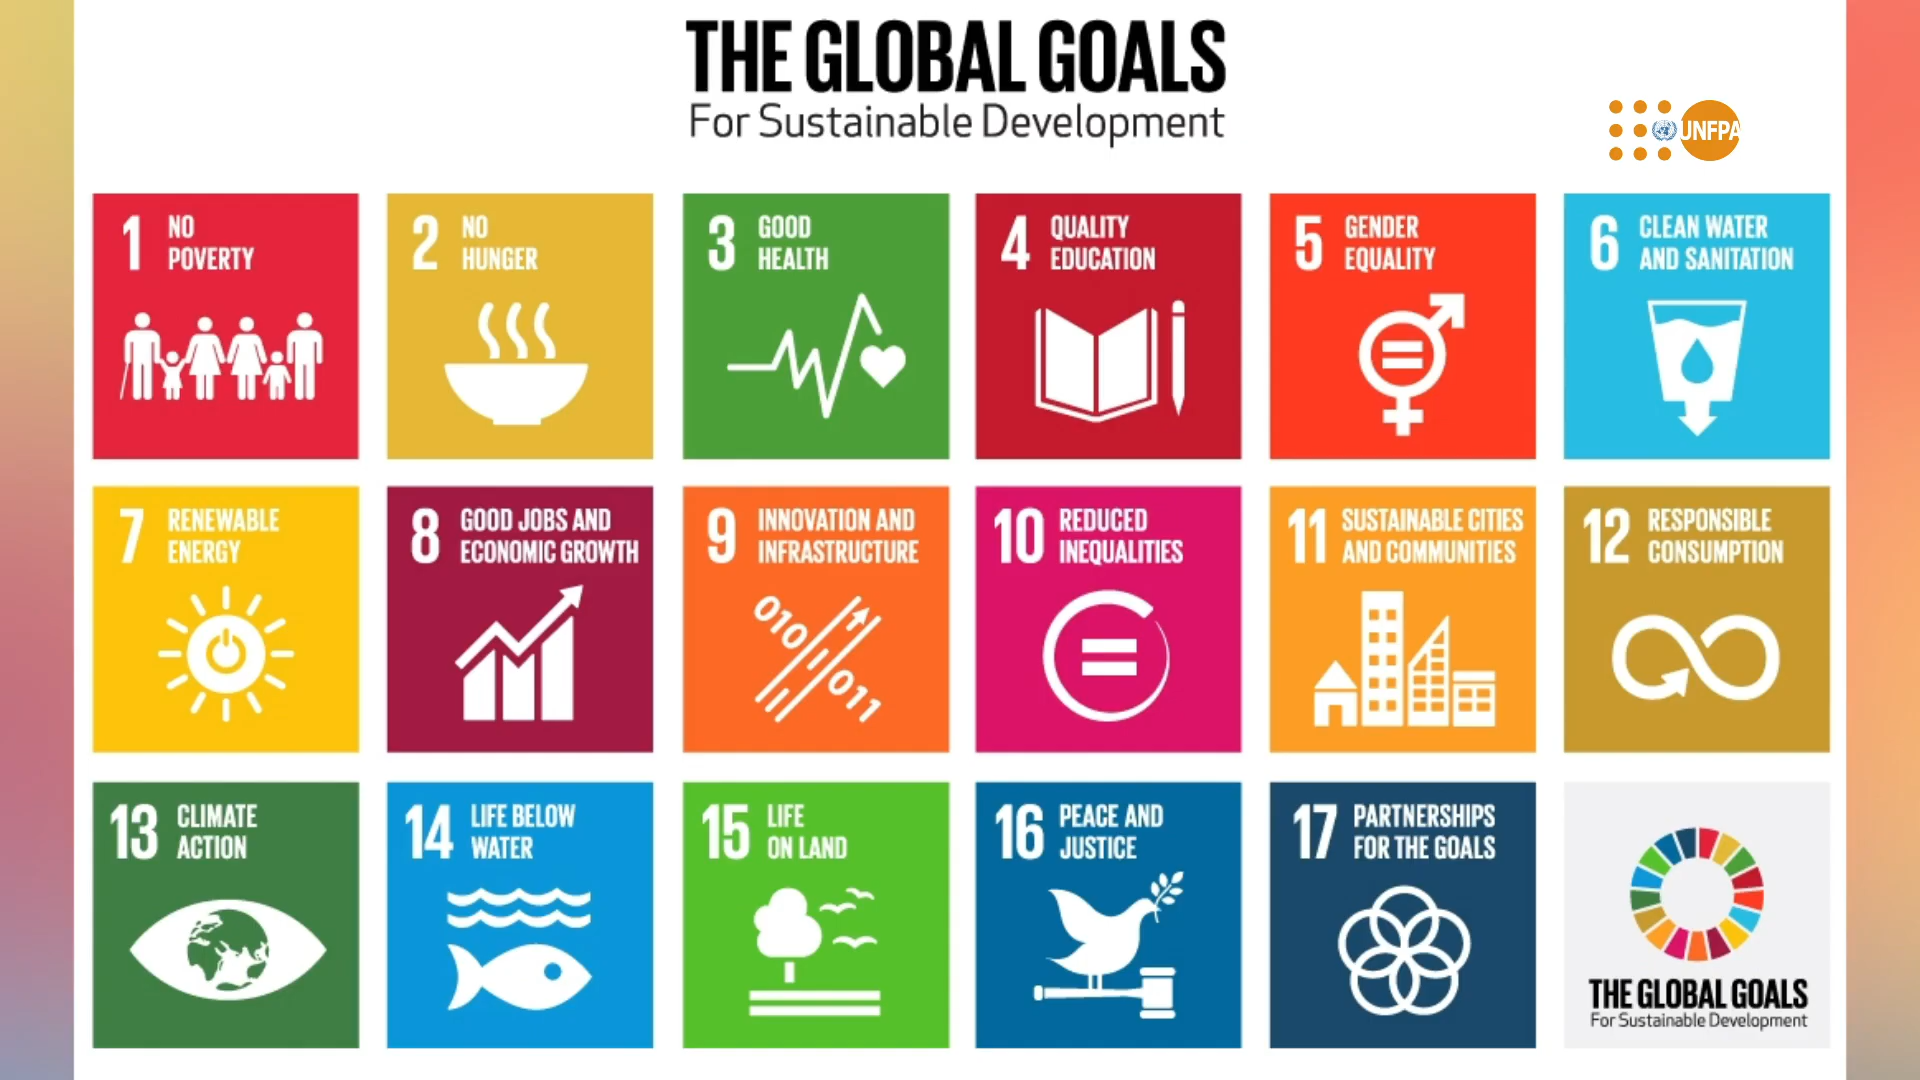 THE GLOBAL GOALS
For Sustainable Development
UNFPA
1 NO
POVERTY
2 NO
HUNGER
3 GOOD
HEALTH
4 QUALITY
EDUCATION
5 GENDER
EQUALITY
6 CLEAN WATER
AND SANITATION
7 RENEWABLE
ENERGY
8 GOOD JOBS AND
ECONOMIC GROWTH
9 INNOVATION AND
INFRASTRUCTURE
010
011
10 REDUCED
INEQUALITIES
11 SUSTAINABLE CITIES
AND COMMUNITIES
12 RESPONSIBLE
CONSUMPTION
13 CLIMATE
ACTION
14 LIFE BELOW
WATER
15 LIFE
ON LAND
16 PEACE AND
JUSTICE
17 PARTNERSHIPS
FOR THE GOALS
THE GLOBAL GOALS
For Sustainable Development